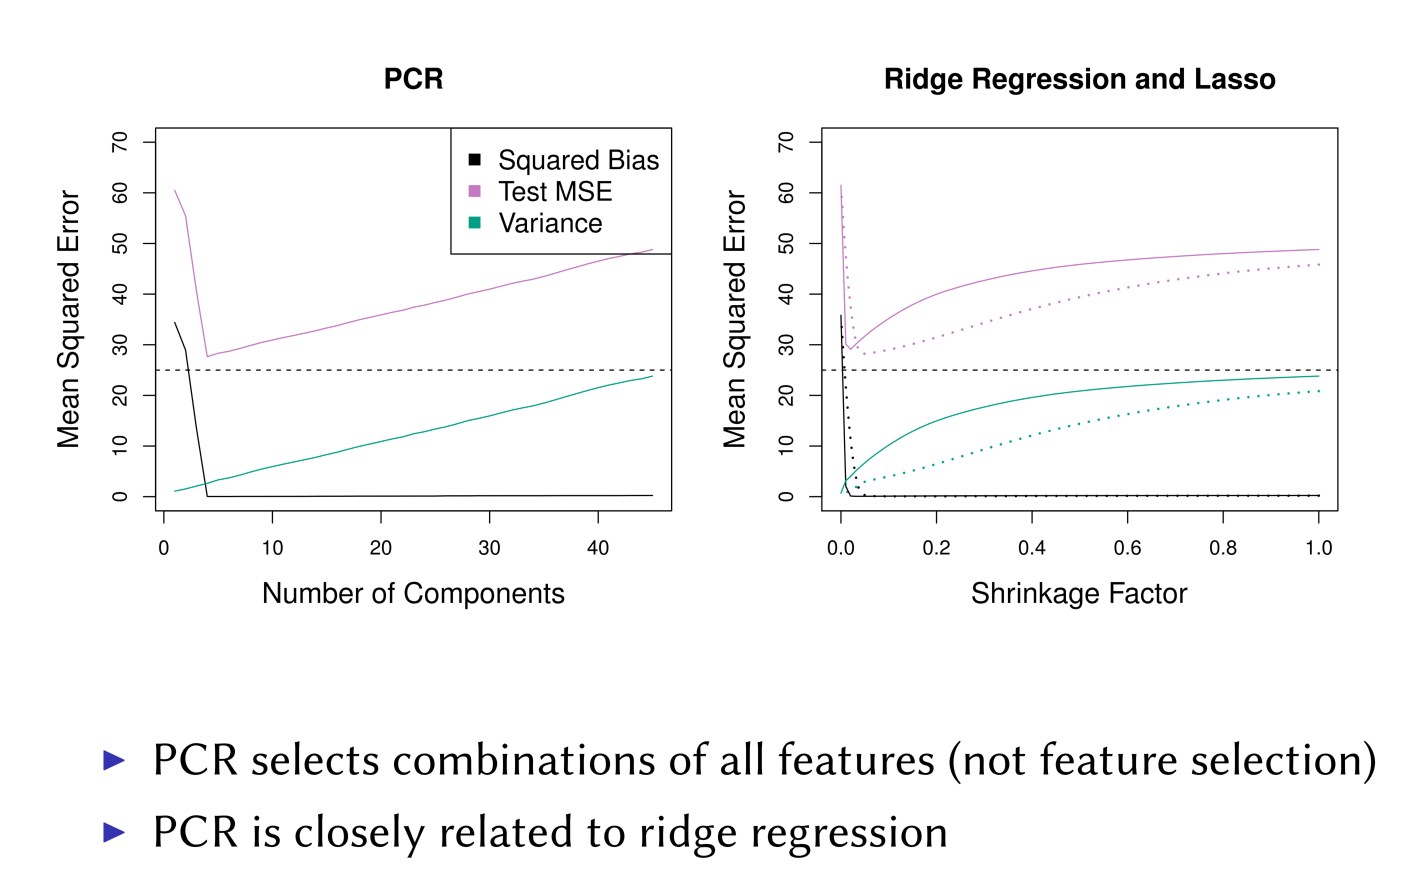 PCR
Mean Squared Error
0 10 20 30 40 50 60 70
Squared Bias
Test MSE
Variance
0 10 20 30 40
Number of Components
Ridge Regression and Lasso
Mean Squared Error
0 10 20 30 40 50 60 70
0.0 0.2 0.4 0.6 0.8 1.0
Shrinkage Factor
PCR selects combinations of all features (not feature selection)
PCR is closely related to ridge regression